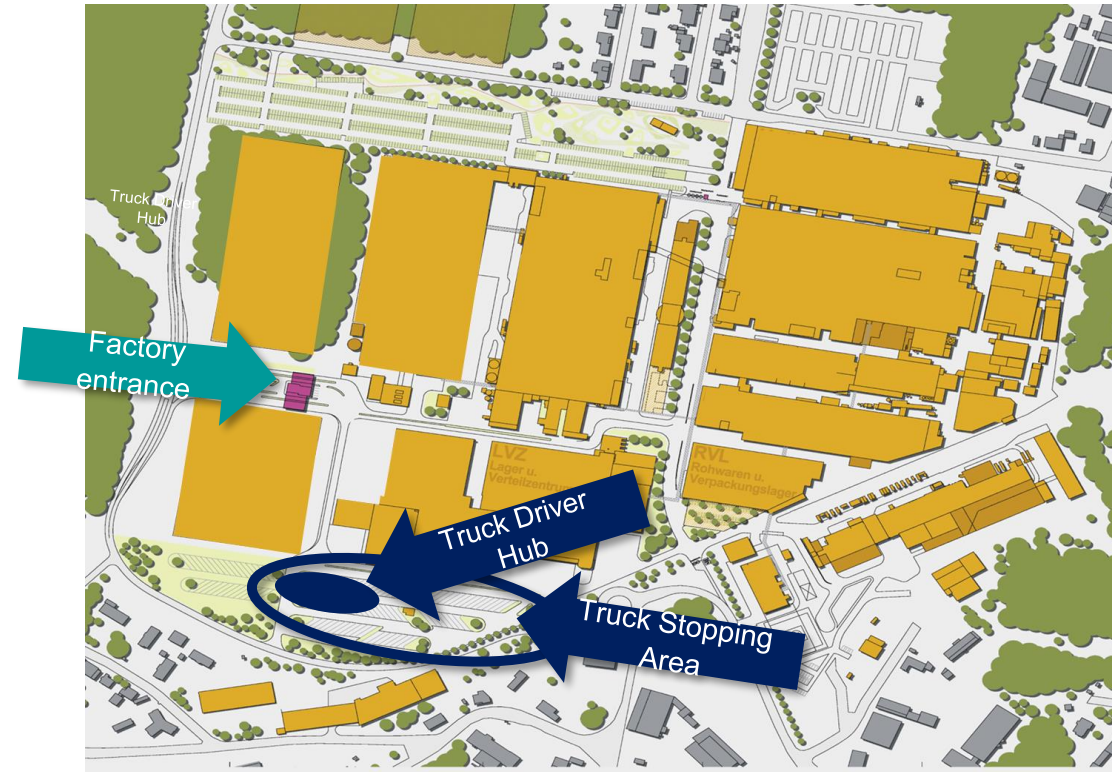 Truck Driver
Hub
Factory
entrance
LVZ
Lager u.
Verteilzentrum
RVL
Rohwaren u.
Verpackungslager
Truck Driver
Hub
Truck Stopping
Area